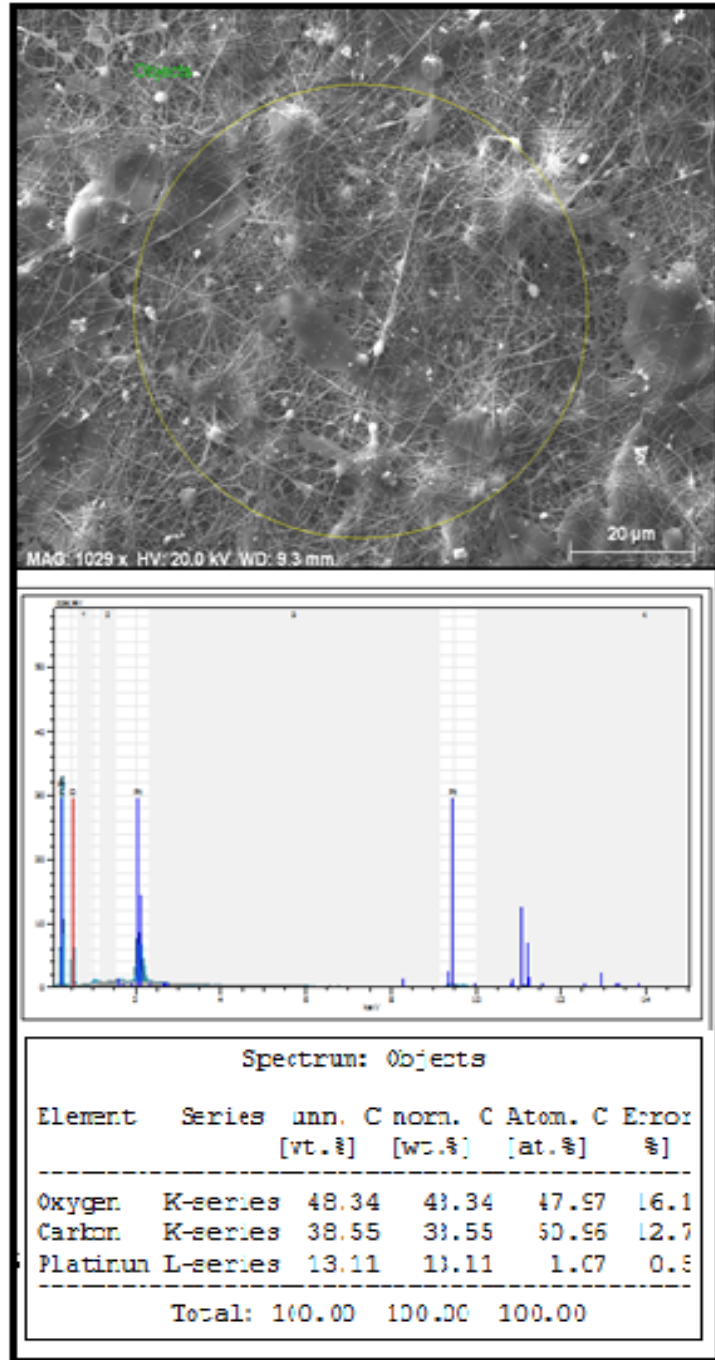 Objects
20 µm
MAG: 1029 x HV: 20.0 kV WD: 9.3 mm
Spectrum: Objects
Element Series unn. C norm. C Atom. C Error
[wt.%] [wt.%] [at.%] %]
Oxygen K-series 48.34 48.34 47.97 16.1
Carbon K-series 38.55 38.55 50.96 12.7
Platinum L-series 13.11 13.11 1.07
Total: 100.00 100.00 100.00